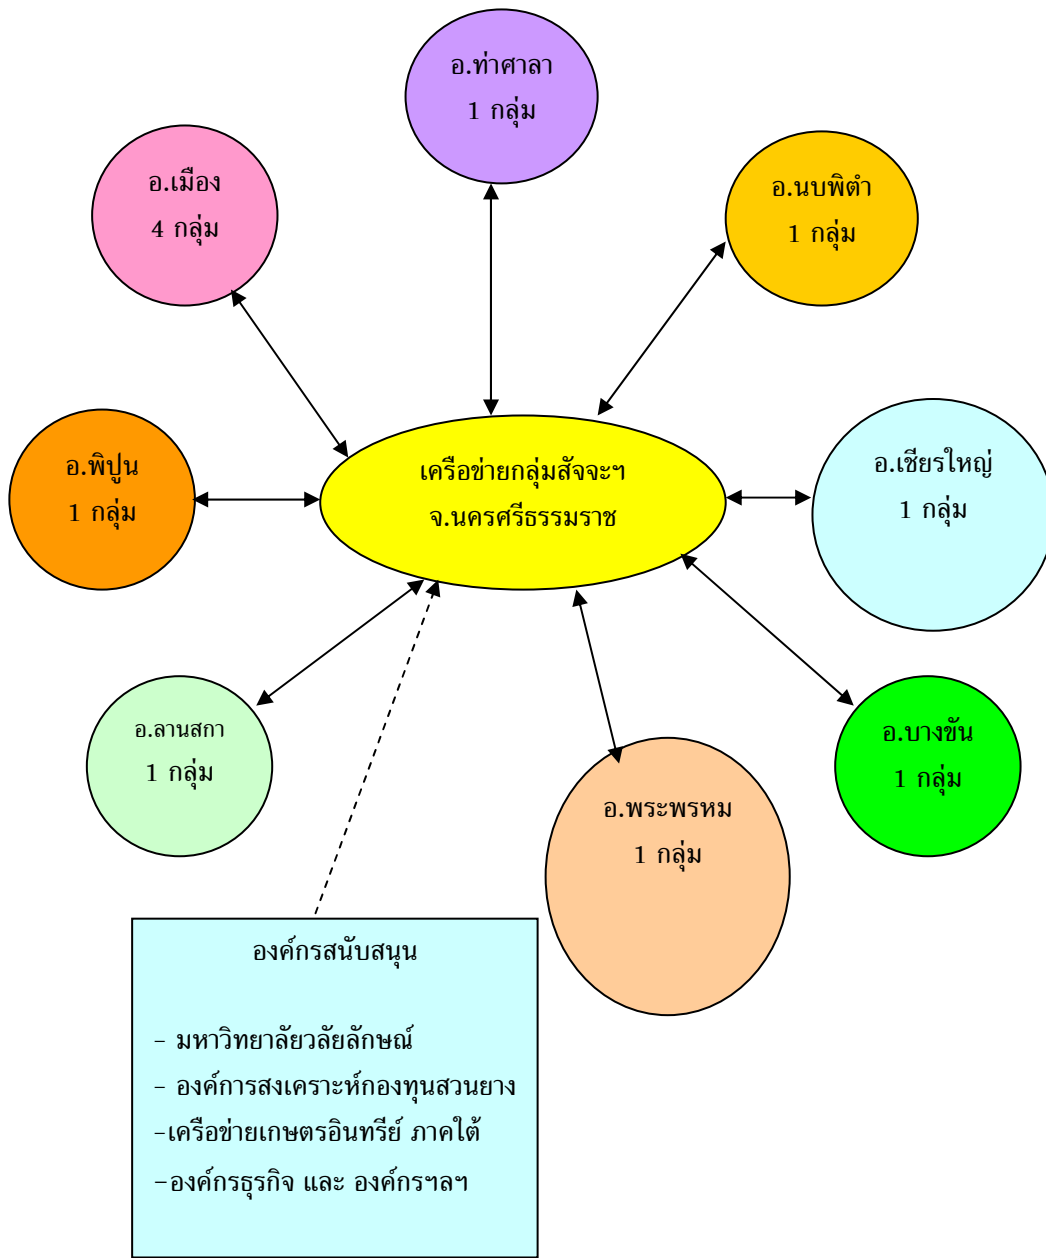 อ.ท่าศาลา
1 กลุ่ม
อ.เมือง
4 กลุ่ม
อ.นบพิตำ
1 กลุ่ม
อ.พิปูน
1 กลุ่ม
เครือข่ายกลุ่มสัจจะฯ
จ.นครศรีธรรมราช
อ.เชียรใหญ่
1 กลุ่ม
อ.ลานสกา
1 กลุ่ม
อ.พระพรหม
1 กลุ่ม
อ.บางขัน
1 กลุ่ม
องค์กรสนับสนุน
- มหาวิทยาลัยวลัยลักษณ์
- องค์การสงเคราะห์กองทุนสวนยาง
-เครือข่ายเกษตรอินทรีย์ ภาคใต้
-องค์กรธุรกิจ และ องค์กรฯลฯ